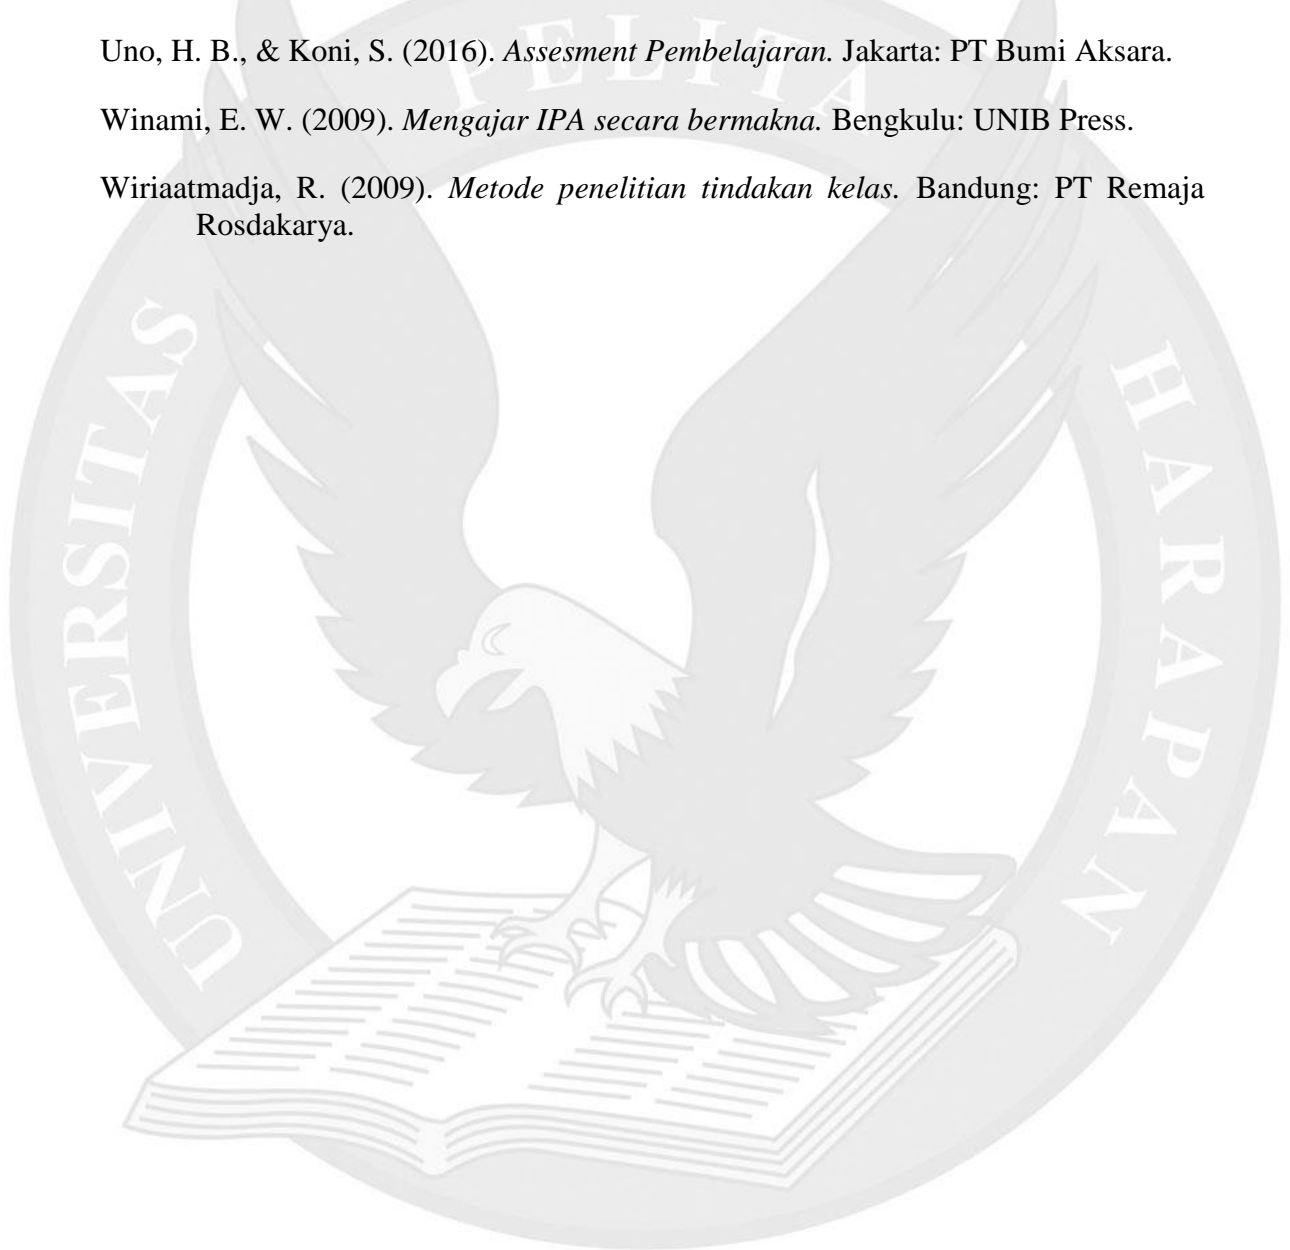 Uno, H. B., & Koni, S. (2016). Assesment Pembelajaran. Jakarta: PT Bumi Aksara.
Winami, E. W. (2009). Mengajar IPA secara bermakna. Bengkulu: UNIB Press.
Wiriaatmadja, R. (2009). Metode penelitian tindakan kelas. Bandung: PT Remaja
Rosdakarya.
UNIVERSITAS
PELITA
HARAPAN